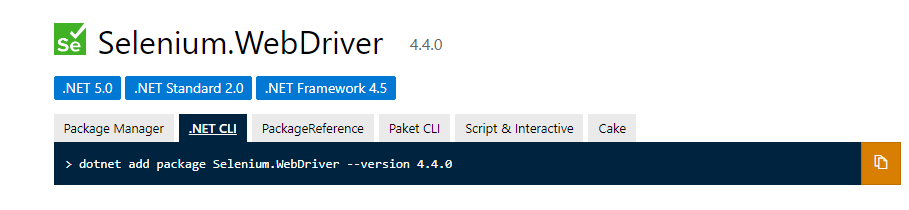 Se Selenium.WebDriver 4.4.0
.NET 5.0 .NET Standard 2.0 .NET Framework 4.5
Package Manager .NET CLI PackageReference Paket CLI Script & Interactive Cake
> dotnet add package Selenium.WebDriver --version 4.4.0